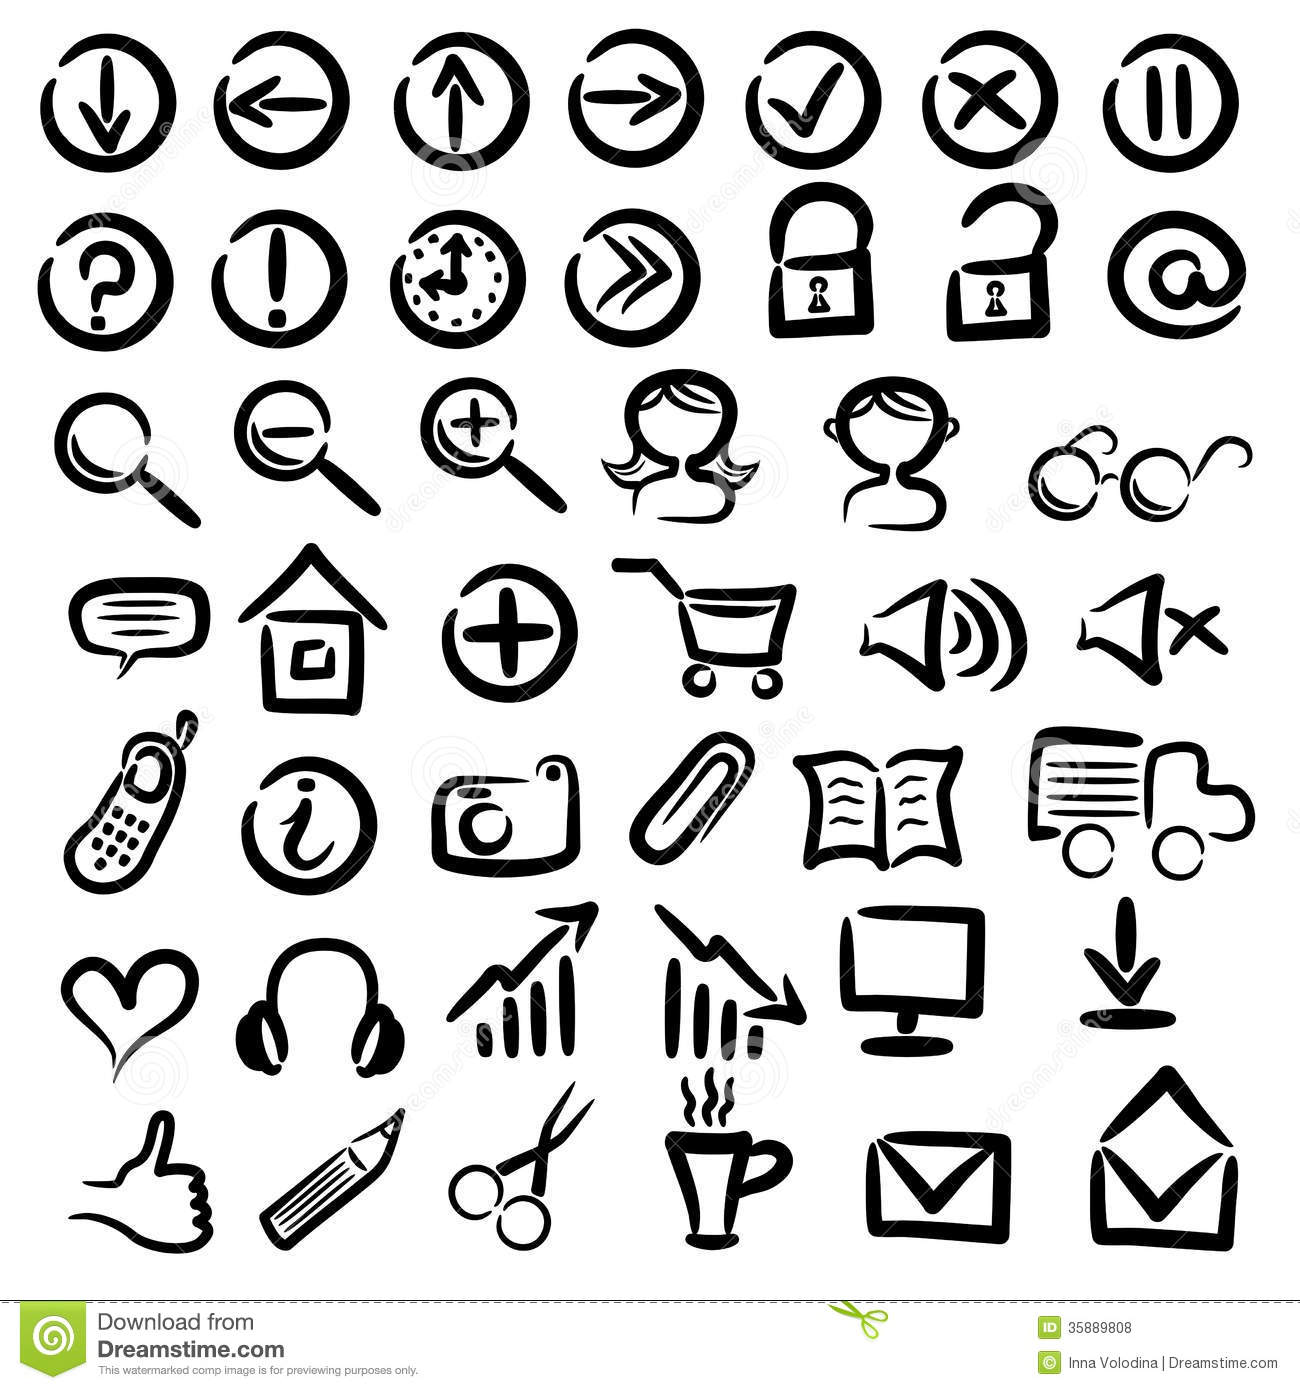 @
i
Download from
Dreamstime.com
This watermarked comp image is for previewing purposes only.
ID 35889808
© Inna Volodina | Dreamstime.com